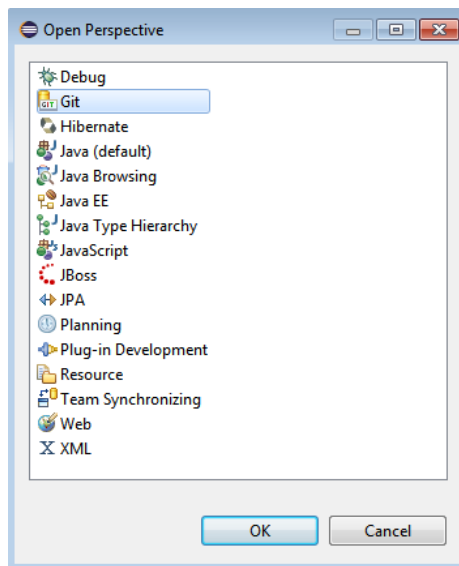 Open Perspective
Debug
GIT Git
Hibernate
Java (default)
Java Browsing
Java EE
Java Type Hierarchy
JavaScript
JBoss
JPA
Planning
Plug-in Development
Resource
Team Synchronizing
Web
X XML
OK Cancel